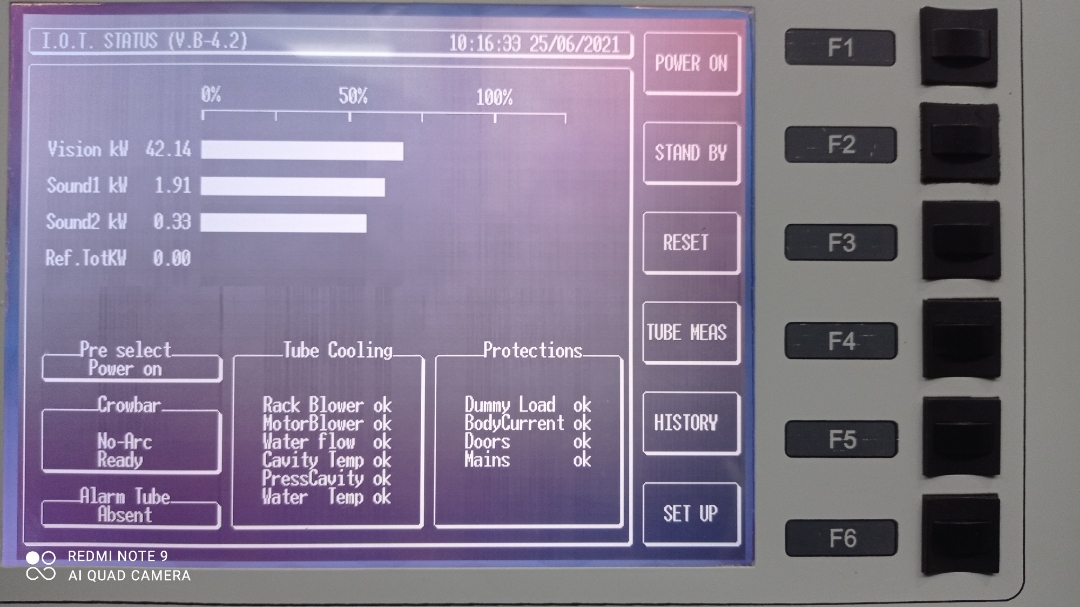 I.O.T. STATUS (V.B-4.2) 10:16:33 25/06/2021
0% 50% 100%
Vision kW 42.14
Sound1 kW 1.91
Sound2 kW 0.33
Ref.TotKW 0.00
Pre select
Power on
Crowbar
No-Arc
Ready
Alarm Tube
Absent
Tube Cooling
Rack Blower ok
MotorBlower ok
Water flow ok
Cavity Temp ok
PressCavity ok
Water Temp ok
Protections
Dummy Load ok
BodyCurrent ok
Doors ok
Mains ok
POWER ON
STAND BY
RESET
TUBE MEAS
HISTORY
SET UP
F1
F2
F3
F4
F5
F6
REDMI NOTE 9
AI QUAD CAMERA